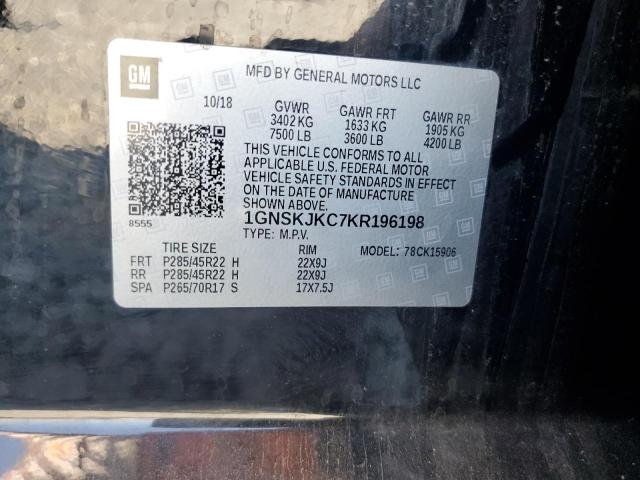 GM
MFD BY GENERAL MOTORS LLC
10/18
GVWR GAWR FRT GAWR RR
3402 KG 1633 KG 1905 KG
7500 LB 3600 LB 4200 LB
THIS VEHICLE CONFORMS TO ALL
APPLICABLE U.S. FEDERAL MOTOR
VEHICLE SAFETY STANDARDS IN EFFECT
ON THE DATE OF MANUFACTURE
SHOWN ABOVE.
8555
1GNSKJKC7KR196198
TYPE: M.P.V. MODEL: 78CK15906
TIRE SIZE RIM
FRT P285/45R22 H 22X9J
RR P285/45R22 H 22X9J
SPA P265/70R17 S 17X7.5J